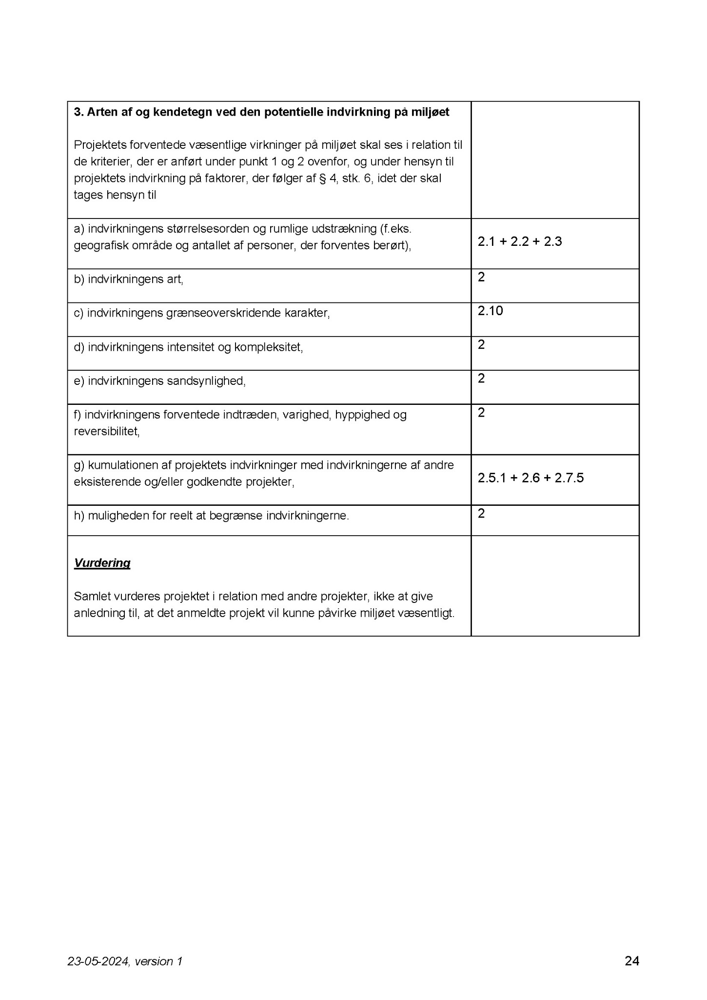 3. Arten af og kendetegn ved den potentielle indvirkning på miljøet
Projektets forventede væsentlige virkninger på miljøet skal ses i relation til
de kriterier, der er anført under punkt 1 og 2 ovenfor, og under hensyn til
projektets indvirkning på faktorer, der følger af § 4, stk. 6, idet der skal
tages hensyn til
a) indvirkningens størrelsesorden og rumlige udstrækning (f.eks.
geografisk område og antallet af personer, der forventes berørt),
2.1 + 2.2 + 2.3
b) indvirkningens art,
2
c) indvirkningens grænseoverskridende karakter,
2.10
d) indvirkningens intensitet og kompleksitet,
2
e) indvirkningens sandsynlighed,
2
f) indvirkningens forventede indtræden, varighed, hyppighed og
reversibilitet,
2
g) kumulationen af projektets indvirkninger med indvirkningerne af andre
eksisterende og/eller godkendte projekter,
2.5.1 + 2.6 + 2.7.5
h) muligheden for reelt at begrænse indvirkningerne.
2
Vurdering
Samlet vurderes projektet i relation med andre projekter, ikke at give
anledning til, at det anmeldte projekt vil kunne påvirke miljøet væsentligt.
23-05-2024, version 1
24